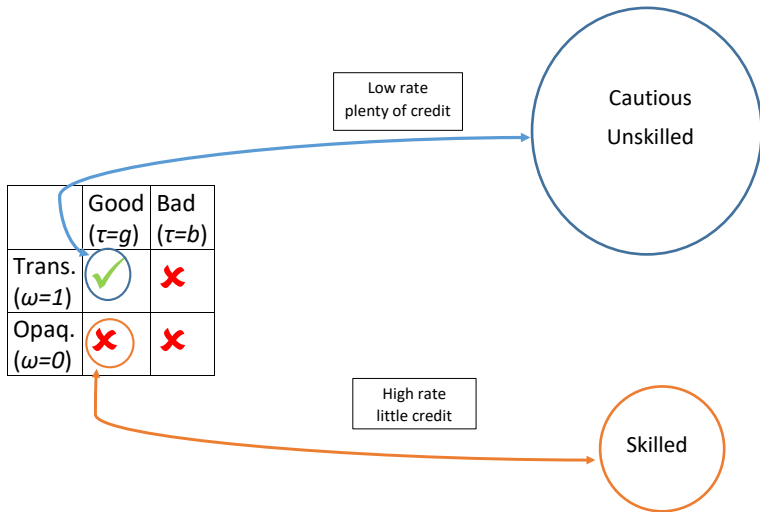 Low rate
plenty of credit
Cautious
Unskilled
Good Bad
(τ=g) (τ=b)
Trans.
(ω=1)
Opaq.
(ω=0)
High rate
little credit
Skilled